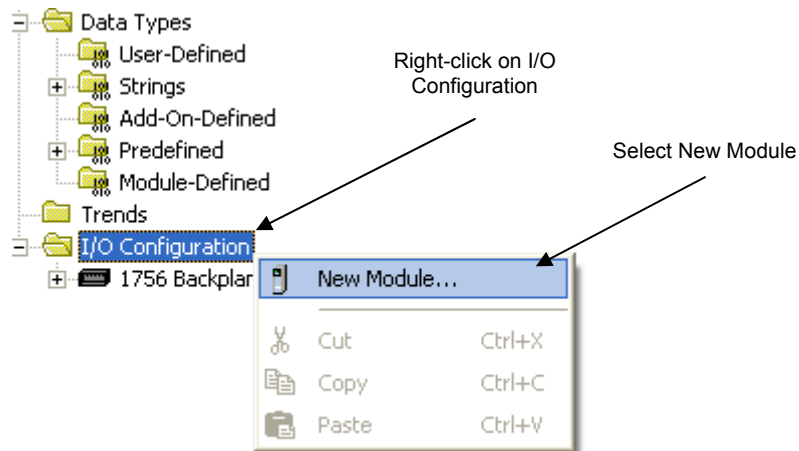 Data Types
User-Defined
Strings
Add-On-Defined
Predefined
Module-Defined
Trends
I/O Configuration
1756 Backplan
Right-click on I/O
Configuration
Select New Module
New Module...
Cut Ctrl+X
Copy Ctrl+C
Paste Ctrl+V